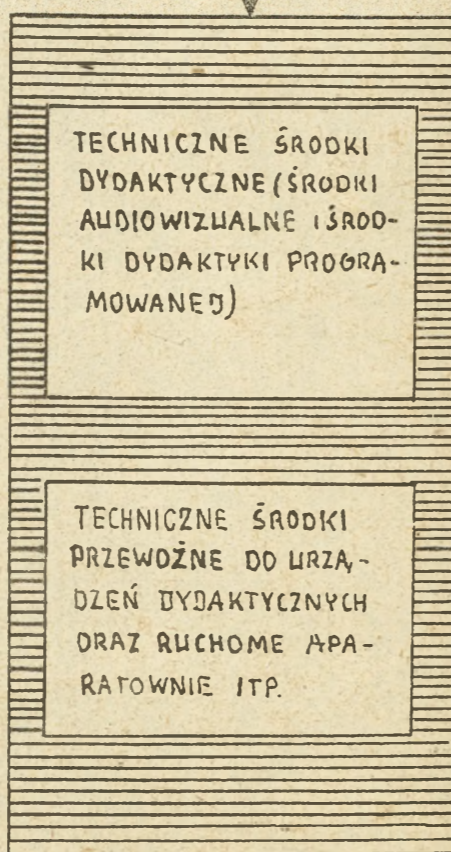 TECHNICZNE ŚRODKI
DYDAKTYCZNE (ŚRODKI
AUDIOWIZUALNE I ŚROD-
KI DYDAKTYKI PROGRA-
MOWANEJ)
TECHNICZNE ŚRODKI
PRZEWOŹNE DO URZĄ-
DZEŃ DYDAKTYCZNYCH
ORAZ RUCHOME APA-
RATOWNIE ITP.